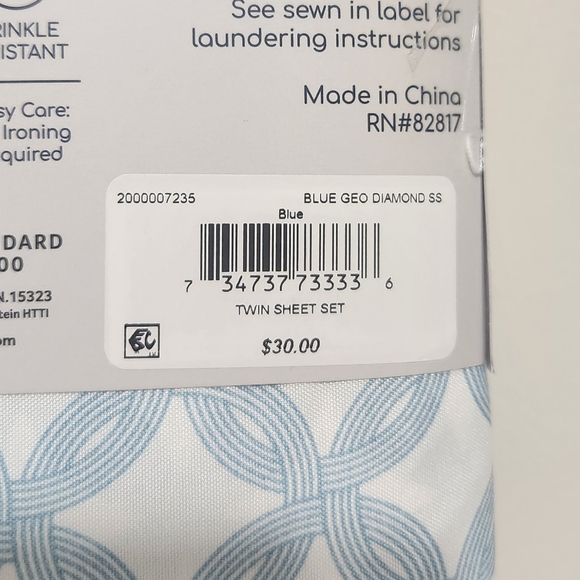 RINKLE
ISTANT
sy Care:
Ironing
quired
DARD
00
N.15323
tein HTTI
om
See sewn in label for
laundering instructions
Made in China
RN#82817
2000007235 BLUE GEO DIAMOND SS
Blue
7 34737 73333 6
TWIN SHEET SET
$30.00